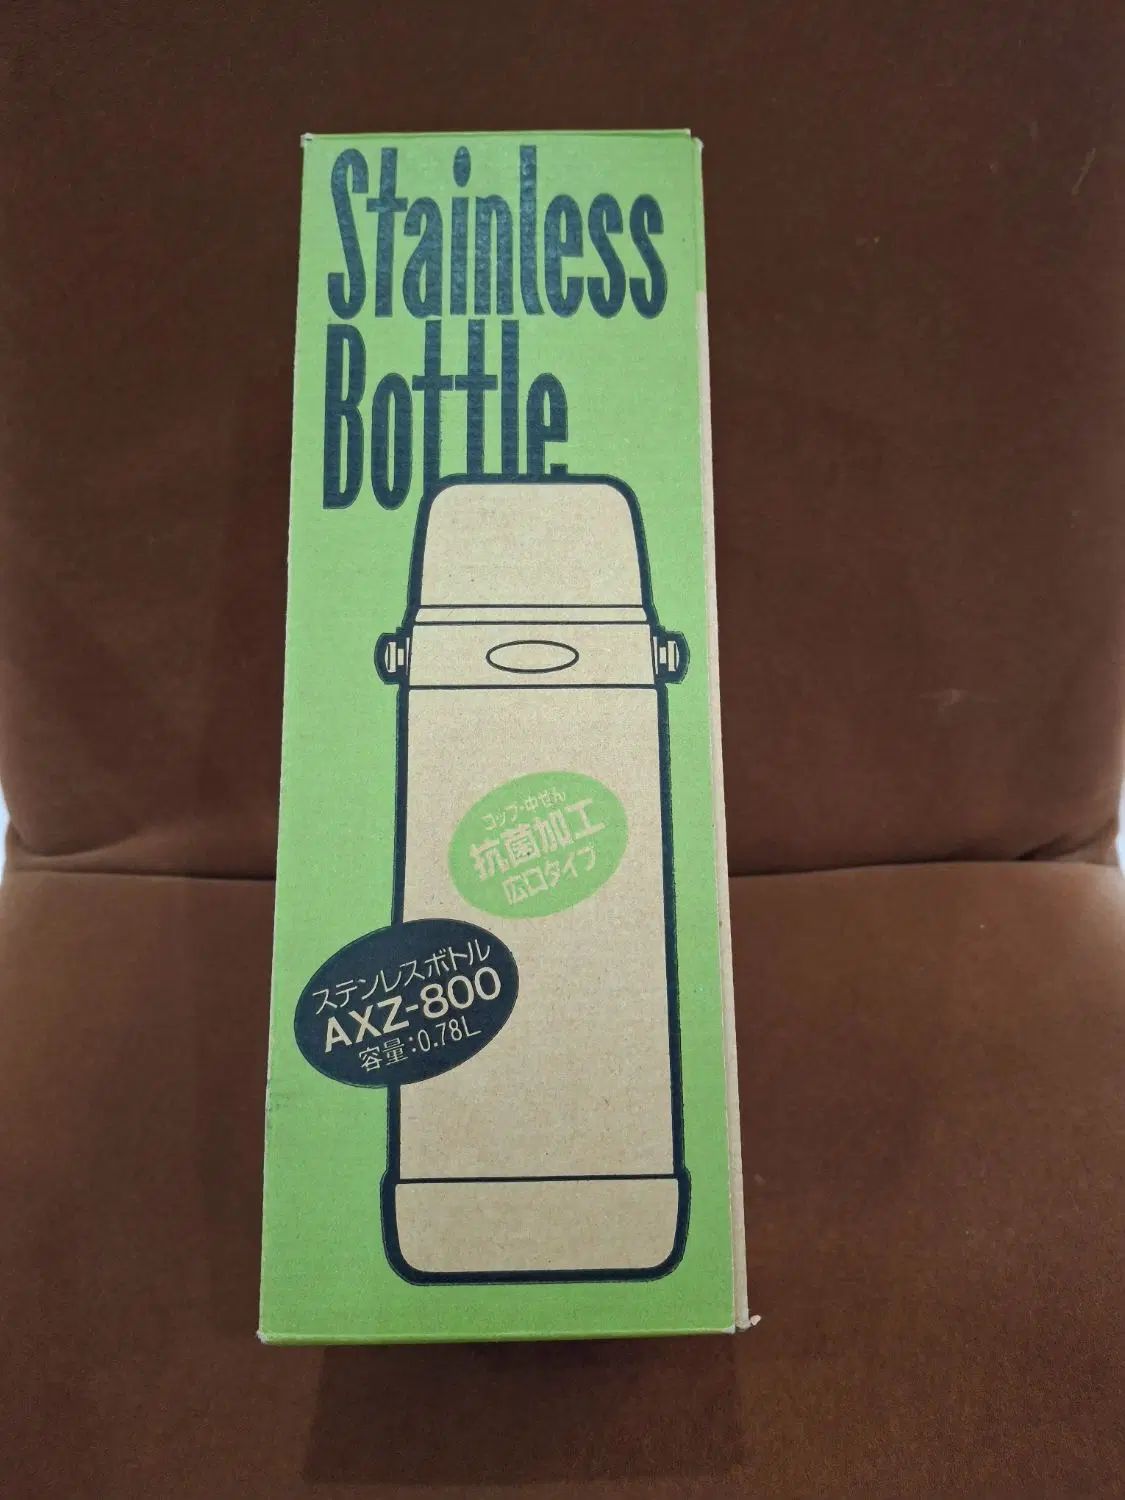 Stainless
Bottle
コップ・中せん
抗菌加工
広口タイプ
ステンレスボトル
AXZ-800
容量:0.78L